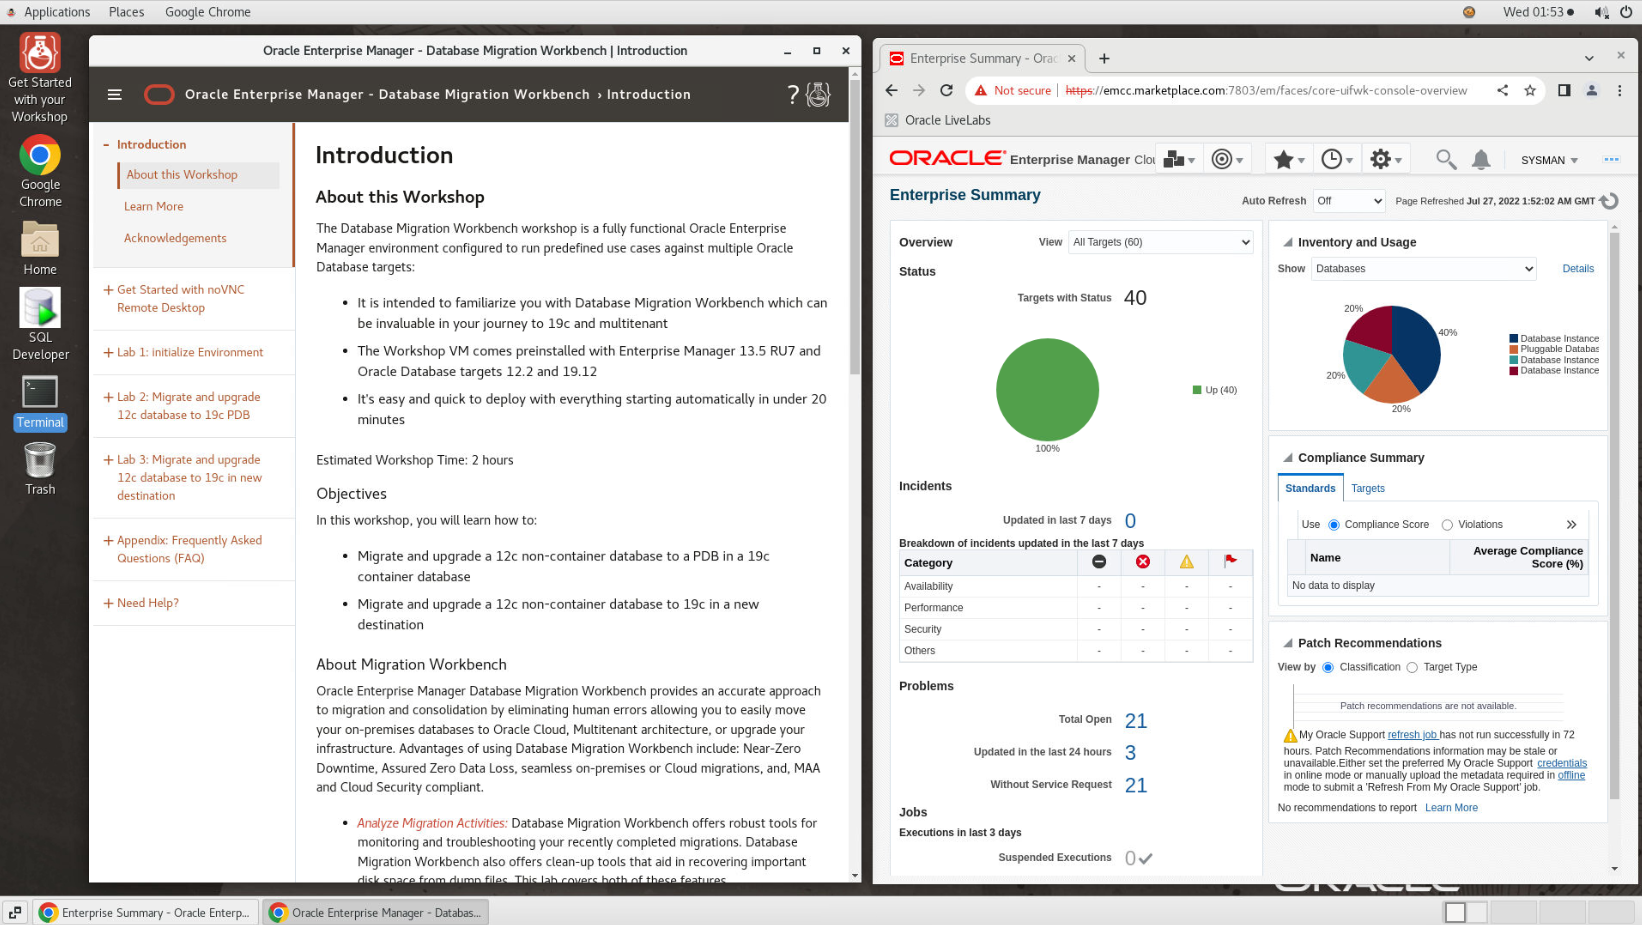 Applications Places Google Chrome
Wed 01:53
Get Started
with your
Workshop
Google
Chrome
Home
SQL
Developer
Terminal
Trash
Oracle Enterprise Manager - Database Migration Workbench | Introduction
Oracle Enterprise Manager - Database Migration Workbench › Introduction
?
- Introduction
About this Workshop
Learn More
Acknowledgements
+ Get Started with noVNC
Remote Desktop
+ Lab 1: initialize Environment
+ Lab 2: Migrate and upgrade
12c database to 19c PDB
+ Lab 3: Migrate and upgrade
12c database to 19c in new
destination
+ Appendix: Frequently Asked
Questions (FAQ)
+ Need Help?
Introduction
About this Workshop
The Database Migration Workbench workshop is a fully functional Oracle Enterprise
Manager environment configured to run predefined use cases against multiple Oracle
Database targets:
• It is intended to familiarize you with Database Migration Workbench which can
be invaluable in your journey to 19c and multitenant
• The Workshop VM comes preinstalled with Enterprise Manager 13.5 RU7 and
Oracle Database targets 12.2 and 19.12
• It's easy and quick to deploy with everything starting automatically in under 20
minutes
Estimated Workshop Time: 2 hours
Objectives
In this workshop, you will learn how to:
• Migrate and upgrade a 12c non-container database to a PDB in a 19c
container database
• Migrate and upgrade a 12c non-container database to 19c in a new
destination
About Migration Workbench
Oracle Enterprise Manager Database Migration Workbench provides an accurate approach
to migration and consolidation by eliminating human errors allowing you to easily move
your on-premises databases to Oracle Cloud, Multitenant architecture, or upgrade your
infrastructure. Advantages of using Database Migration Workbench include: Near-Zero
Downtime, Assured Zero Data Loss, seamless on-premises or Cloud migrations, and, MAA
and Cloud Security compliant.
• Analyze Migration Activities: Database Migration Workbench offers robust tools for
monitoring and troubleshooting your recently completed migrations. Database
Migration Workbench also offers clean-up tools that aid in recovering important
disk space from dump files. This lab covers both of these features.
Enterprise Summary - Orac
Not secure | https://emcc.marketplace.com:7803/em/faces/core-uifwk-console-overview
Oracle LiveLabs
ORACLE Enterprise Manager Clou
SYSMAN
Enterprise Summary
Auto Refresh Off Page Refreshed Jul 27, 2022 1:52:02 AM GMT
Overview View All Targets (60)
Status
Targets with Status 40
Up (40)
100%
Incidents
Updated in last 7 days 0
Breakdown of incidents updated in the last 7 days
Category
Availability - - - -
Performance - - - -
Security - - - -
Others - - - -
Problems
Total Open 21
Updated in the last 24 hours 3
Without Service Request 21
Jobs
Executions in last 3 days
Suspended Executions 0
Inventory and Usage
Show Databases Details
20%
40%
20%
20%
Database Instance
Pluggable Databas
Database Instance
Database Instance
Compliance Summary
Standards Targets
Use Compliance Score Violations »
Name Average Compliance
Score (%)
No data to display
Patch Recommendations
View by Classification Target Type
Patch recommendations are not available.
My Oracle Support refresh job has not run successfully in 72
hours. Patch Recommendations information may be stale or
unavailable.Either set the preferred My Oracle Support credentials
in online mode or manually upload the metadata required in offline
mode to submit a 'Refresh From My Oracle Support' job.
No recommendations to report Learn More
ORACLE
Enterprise Summary - Oracle Enterp...
Oracle Enterprise Manager - Databas...